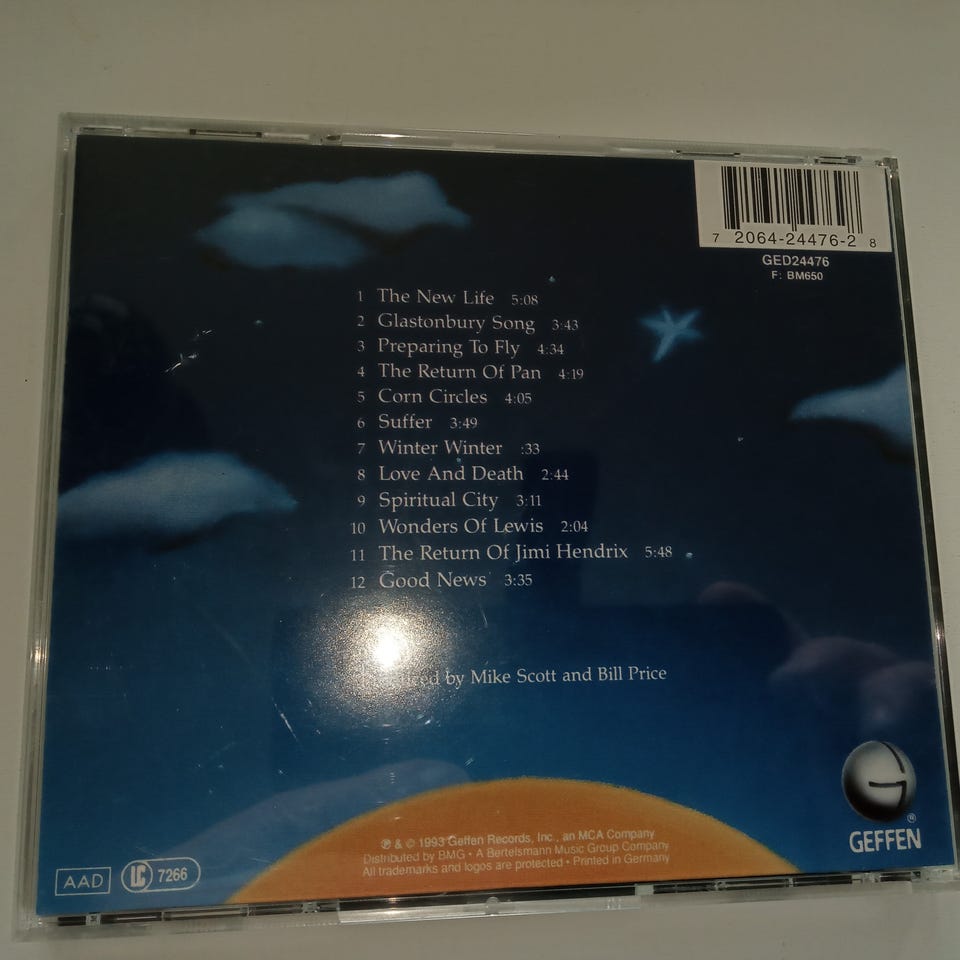 7 2064-24476-2 8
GED24476
F: BM650
1 The New Life 5:08
2 Glastonbury Song 3:43
3 Preparing To Fly 4:34
4 The Return Of Pan 4:19
5 Corn Circles 4:05
6 Suffer 3:49
7 Winter Winter :33
8 Love And Death 2:44
9 Spiritual City 3:11
10 Wonders Of Lewis 2:04
11 The Return Of Jimi Hendrix 5:48
12 Good News 3:35
by Mike Scott and Bill Price
GEFFEN
℗ & © 1993 Geffen Records, Inc., an MCA Company
Distributed by BMG • A Bertelsmann Music Group Company
All trademarks and logos are protected • Printed in Germany
AAD
LC 7266